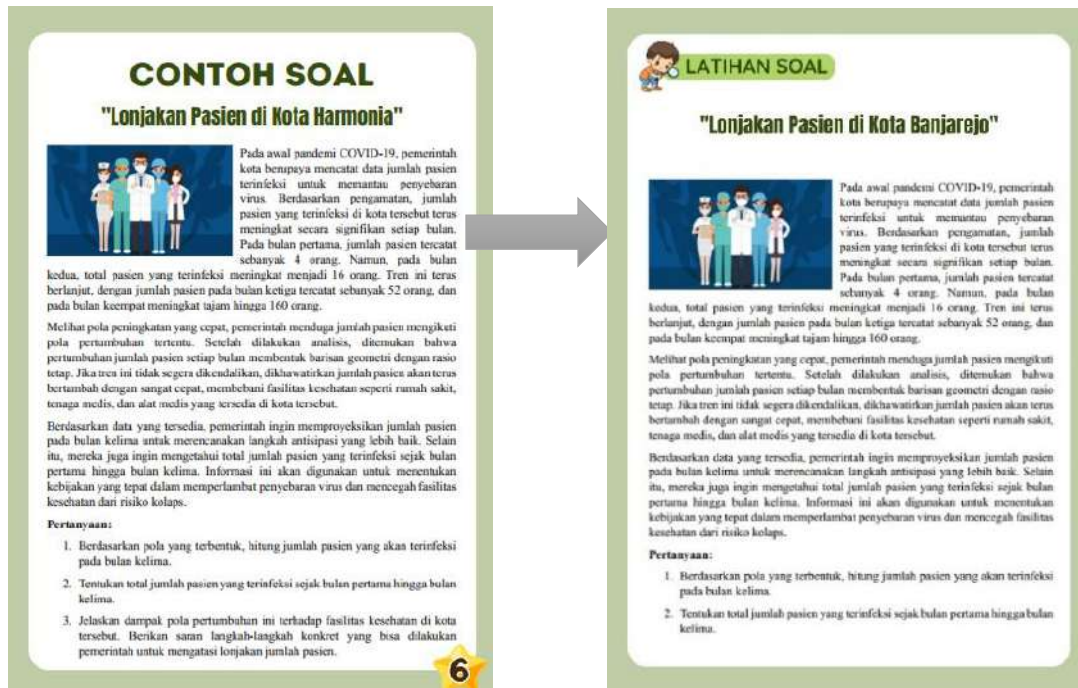 CONTOH SOAL
"Lonjakan Pasien di Kota Harmonia"
Pada awal pandemi COVID-19, pemerintah
kota berupaya mencatat data jumlah pasien
terinfeksi untuk memantau penyebaran
virus. Berdasarkan pengamatan, jumlah
pasien yang terinfeksi di kota tersebut terus
meningkat secara signifikan setiap bulan.
Pada bulan pertama, jumlah pasien tercatat
sebanyak 4 orang. Namun, pada bulan
kedua, total pasien yang terinfeksi meningkat menjadi 16 orang. Tren ini terus
berlanjut, dengan jumlah pasien pada bulan ketiga tercatat sebanyak 52 orang, dan
pada bulan keempat meningkat tajam hingga 160 orang.
Melihat pola peningkatan yang cepat, pemerintah menduga jumlah pasien mengikuti
pola pertumbuhan tertentu. Setelah dilakukan analisis, ditemukan bahwa
pertumbuhan jumlah pasien setiap bulan membentuk barisan geometri dengan rasio
tetap. Jika tren ini tidak segera dikendalikan, dikhawatirkan jumlah pasien akan terus
bertambah dengan sangat cepat, membebani fasilitas kesehatan seperti rumah sakit,
tenaga medis, dan alat medis yang tersedia di kota tersebut.
Berdasarkan data yang tersedia, pemerintah ingin memproyeksikan jumlah pasien
pada bulan kelima untuk merencanakan langkah antisipasi yang lebih baik. Selain
itu, mereka juga ingin mengetahui total jumlah pasien yang terinfeksi sejak bulan
pertama hingga bulan kelima. Informasi ini akan digunakan untuk menentukan
kebijakan yang tepat dalam memperlambat penyebaran virus dan mencegah fasilitas
kesehatan dari risiko kolaps.
Pertanyaan:
1. Berdasarkan pola yang terbentuk, hitung jumlah pasien yang akan terinfeksi
pada bulan kelima.
2. Tentukan total jumlah pasien yang terinfeksi sejak bulan pertama hingga bulan
kelima.
3. Jelaskan dampak pola pertumbuhan ini terhadap fasilitas kesehatan di kota
tersebut. Berikan saran langkah-langkah konkret yang bisa dilakukan
pemerintah untuk mengatasi lonjakan jumlah pasien.
6
LATIHAN SOAL
"Lonjakan Pasien di Kota Banjarejo"
Pada awal pandemi COVID-19, pemerintah
kota berupaya mencatat data jumlah pasien
terinfeksi untuk memantau penyebaran
virus. Berdasarkan pengamatan, jumlah
pasien yang terinfeksi di kota tersebut terus
meningkat secara signifikan setiap bulan.
Pada bulan pertama, jumlah pasien tercatat
sebanyak 4 orang. Namun, pada bulan
kedua, total pasien yang terinfeksi meningkat menjadi 16 orang. Tren ini terus
berlanjut, dengan jumlah pasien pada bulan ketiga tercatat sebanyak 52 orang, dan
pada bulan keempat meningkat tajam hingga 160 orang.
Melihat pola peningkatan yang cepat, pemerintah menduga jumlah pasien mengikuti
pola pertumbuhan tertentu. Setelah dilakukan analisis, ditemukan bahwa
pertumbuhan jumlah pasien setiap bulan membentuk barisan geometri dengan rasio
tetap. Jika tren ini tidak segera dikendalikan, dikhawatirkan jumlah pasien akan terus
bertambah dengan sangat cepat, membebani fasilitas kesehatan seperti rumah sakit,
tenaga medis, dan alat medis yang tersedia di kota tersebut.
Berdasarkan data yang tersedia, pemerintah ingin memproyeksikan jumlah pasien
pada bulan kelima untuk merencanakan langkah antisipasi yang lebih baik. Selain
itu, mereka juga ingin mengetahui total jumlah pasien yang terinfeksi sejak bulan
pertama hingga bulan kelima. Informasi ini akan digunakan untuk menentukan
kebijakan yang tepat dalam memperlambat penyebaran virus dan mencegah fasilitas
kesehatan dari risiko kolaps.
Pertanyaan:
1. Berdasarkan pola yang terbentuk, hitung jumlah pasien yang akan terinfeksi
pada bulan kelima.
2. Tentukan total jumlah pasien yang terinfeksi sejak bulan pertama hingga bulan
kelima.